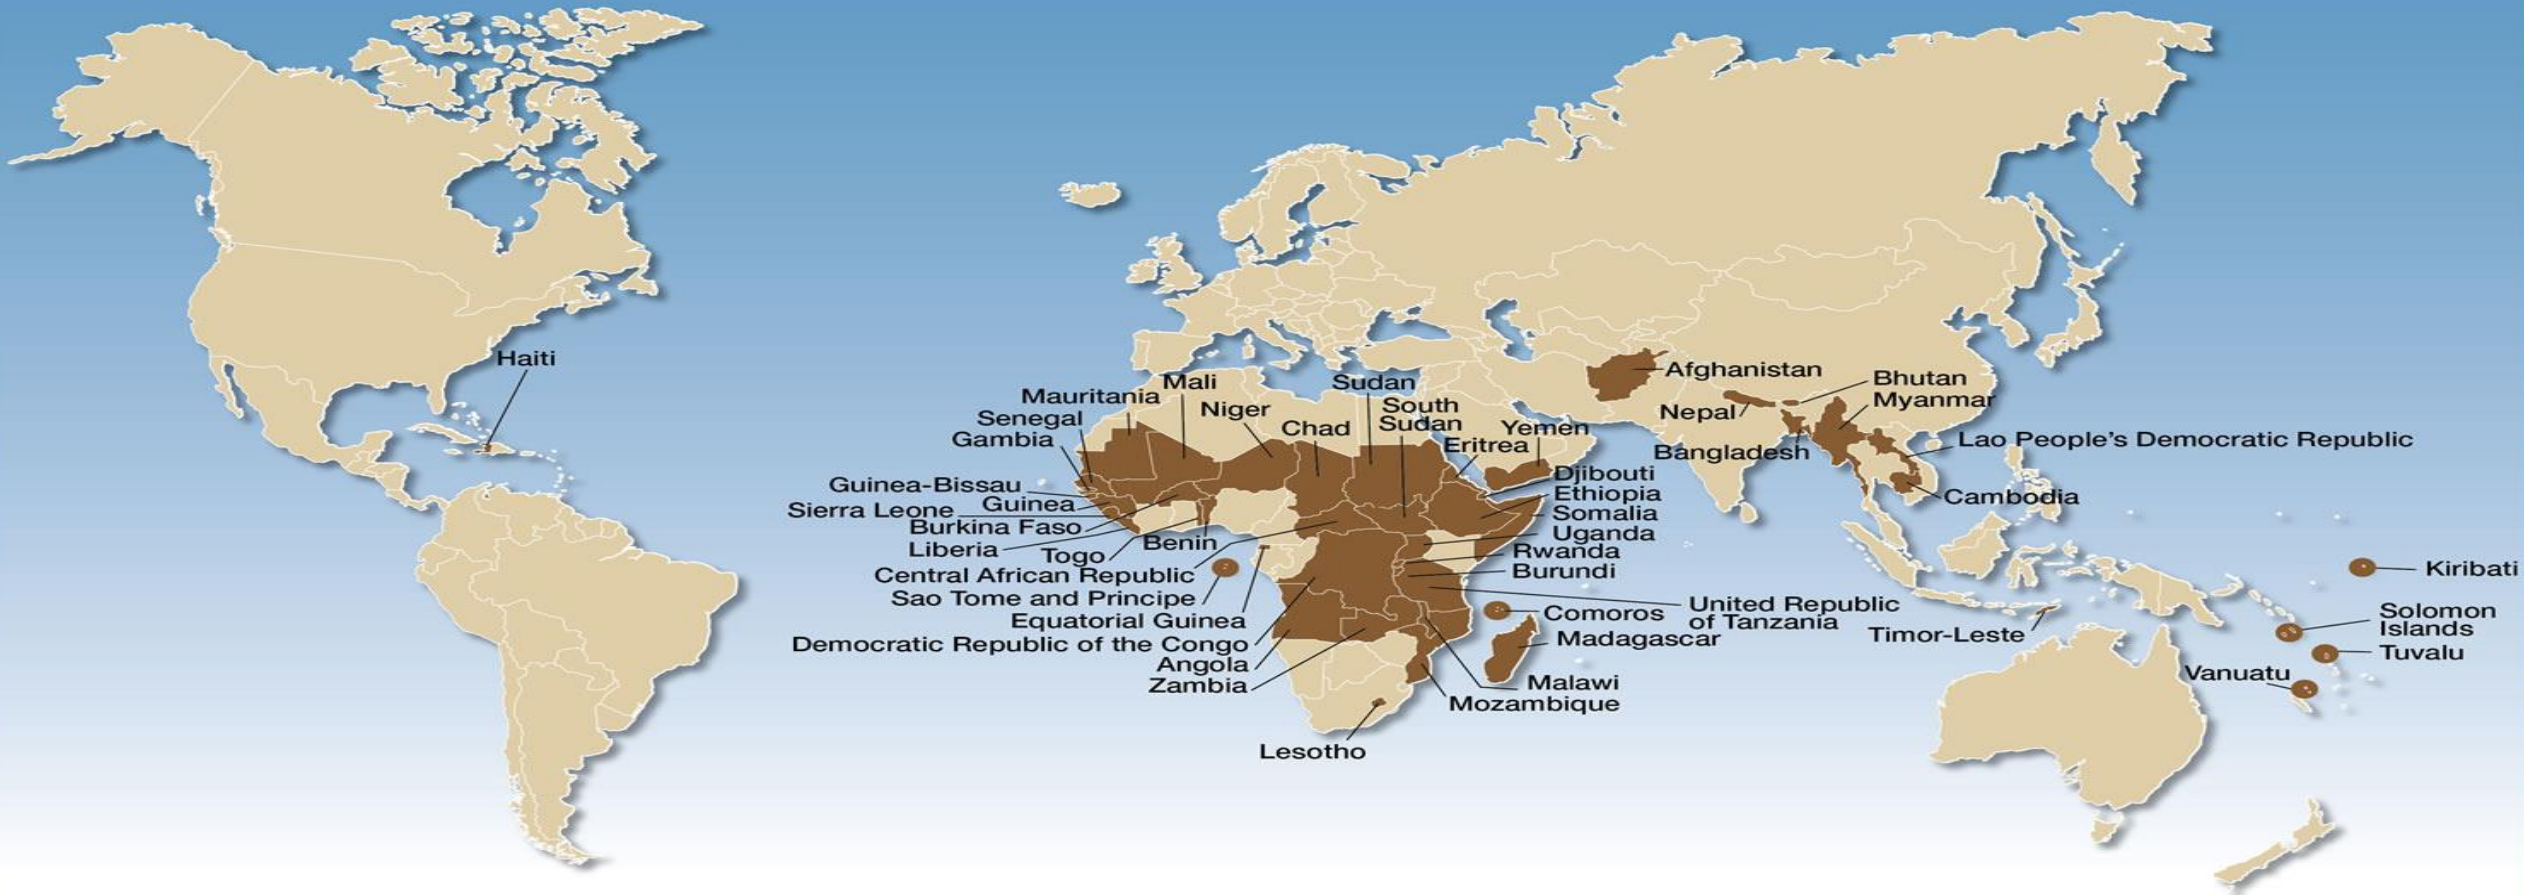 Haiti
Mali
Sudan
Mauritania
Niger
South
Senegal
Chad
Sudan
Yemen
Gambia
Eritrea
Djibouti
Guinea-Bissau
Ethiopia
Guinea
Sierra Leone
Somalia
Burkina Faso
Uganda
Liberia
Benin
Togo
Rwanda
Central African Republic
Burundi
Sao Tome and Principe
Comoros
United Republic
of Tanzania
Equatorial Guinea
Madagascar
Democratic Republic of the Congo
Angola
Zambia
Malawi
Mozambique
Lesotho
Afghanistan
Bhutan
Nepal
Myanmar
Bangladesh
Lao People's Democratic Republic
Cambodia
Timor-Leste
Kiribati
Solomon
Islands
Tuvalu
Vanuatu